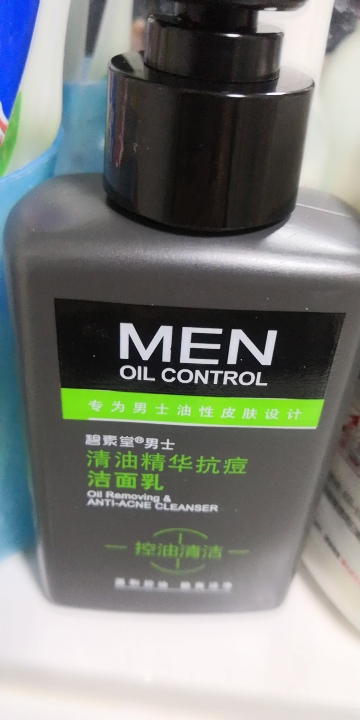 MEN
OIL CONTROL
专为男士油性皮肤设计
碧素堂®男士
清油精华抗痘
洁面乳
Oil Removing &
ANTI-ACNE CLEANSER
控油清洁